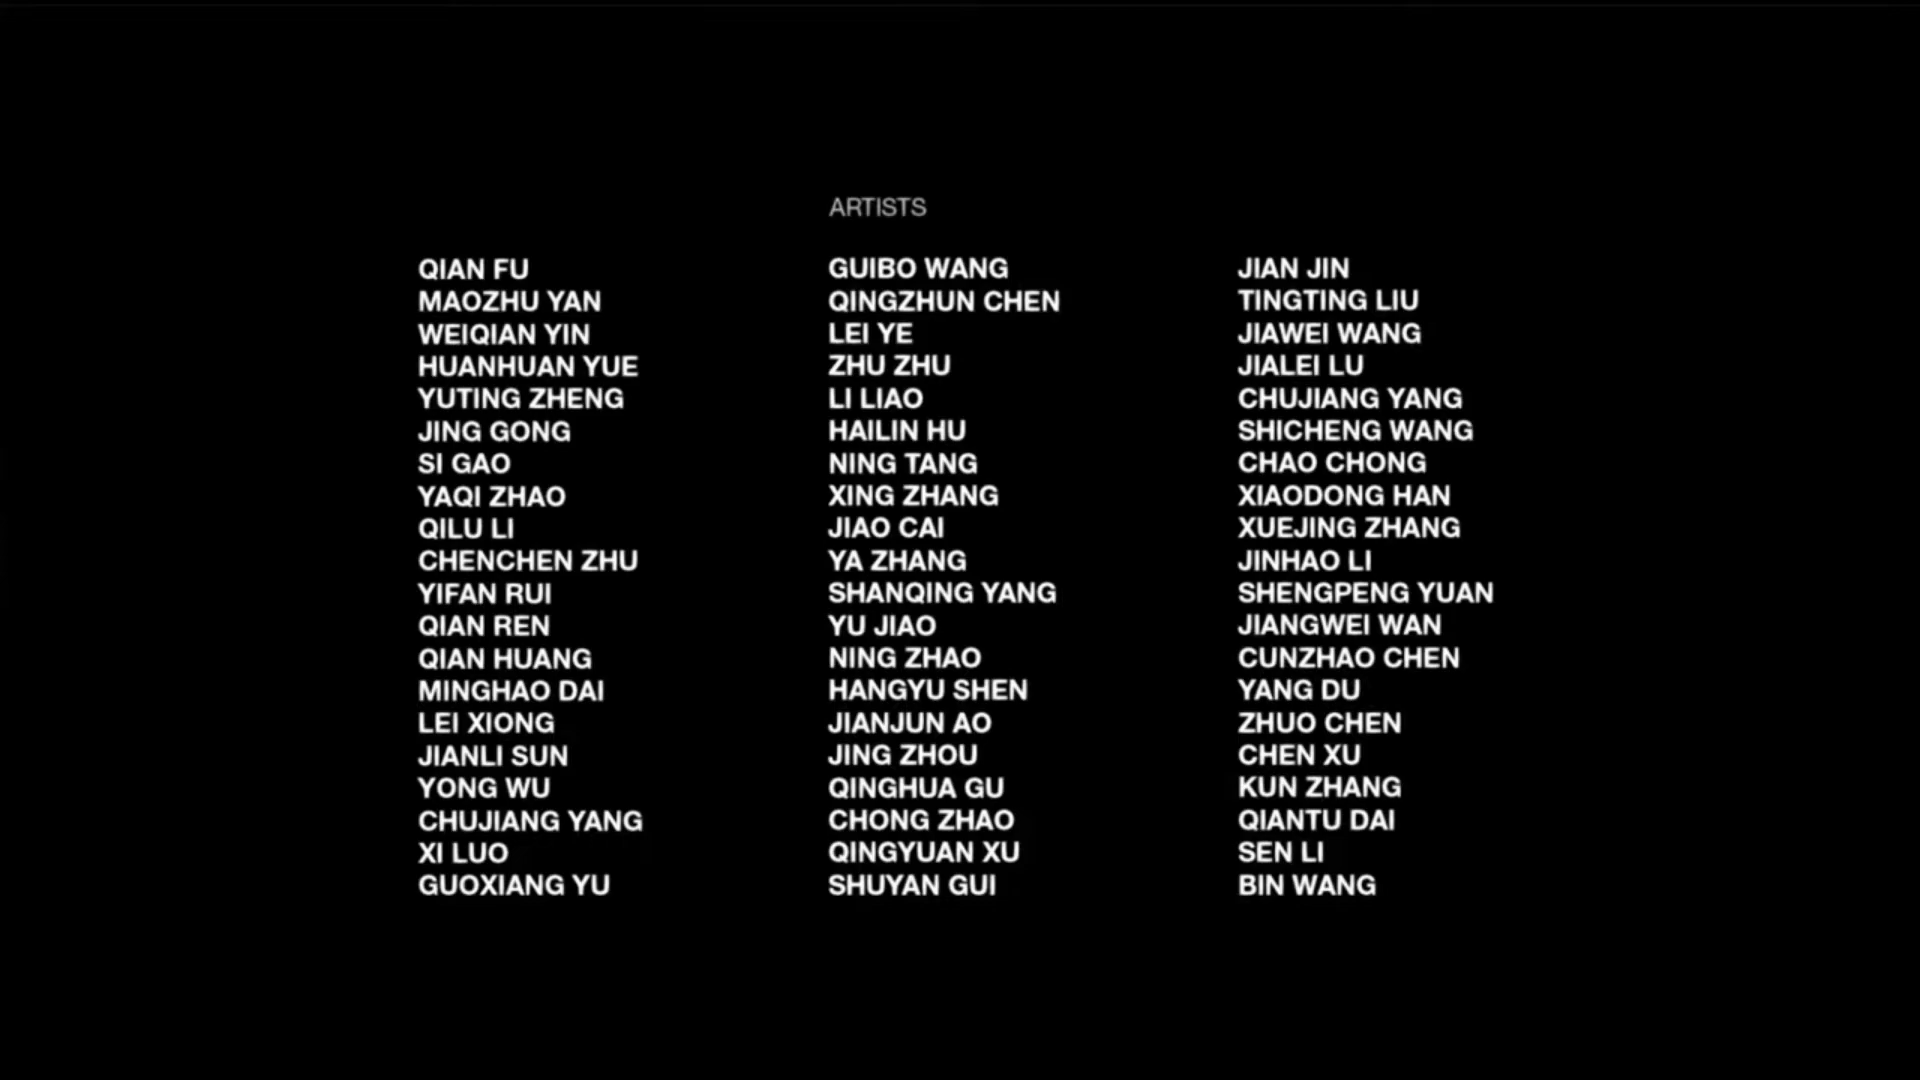 ARTISTS
QIAN FU
MAOZHU YAN
WEIQIAN YIN
HUANHUAN YUE
YUTING ZHENG
JING GONG
SI GAO
YAQI ZHAO
QILU LI
CHENCHEN ZHU
YIFAN RUI
QIAN REN
QIAN HUANG
MINGHAO DAI
LEI XIONG
JIANLI SUN
YONG WU
CHUJIANG YANG
XI LUO
GUOXIANG YU
GUIBO WANG
QINGZHUN CHEN
LEI YE
ZHU ZHU
LI LIAO
HAILIN HU
NING TANG
XING ZHANG
JIAO CAI
YA ZHANG
SHANQING YANG
YU JIAO
NING ZHAO
HANGYU SHEN
JIANJUN AO
JING ZHOU
QINGHUA GU
CHONG ZHAO
QINGYUAN XU
SHUYAN GUI
JIAN JIN
TINGTING LIU
JIAWEI WANG
JIALEI LU
CHUJIANG YANG
SHICHENG WANG
CHAO CHONG
XIAODONG HAN
XUEJING ZHANG
JINHAO LI
SHENGPENG YUAN
JIANGWEI WAN
CUNZHAO CHEN
YANG DU
ZHUO CHEN
CHEN XU
KUN ZHANG
QIANTU DAI
SEN LI
BIN WANG